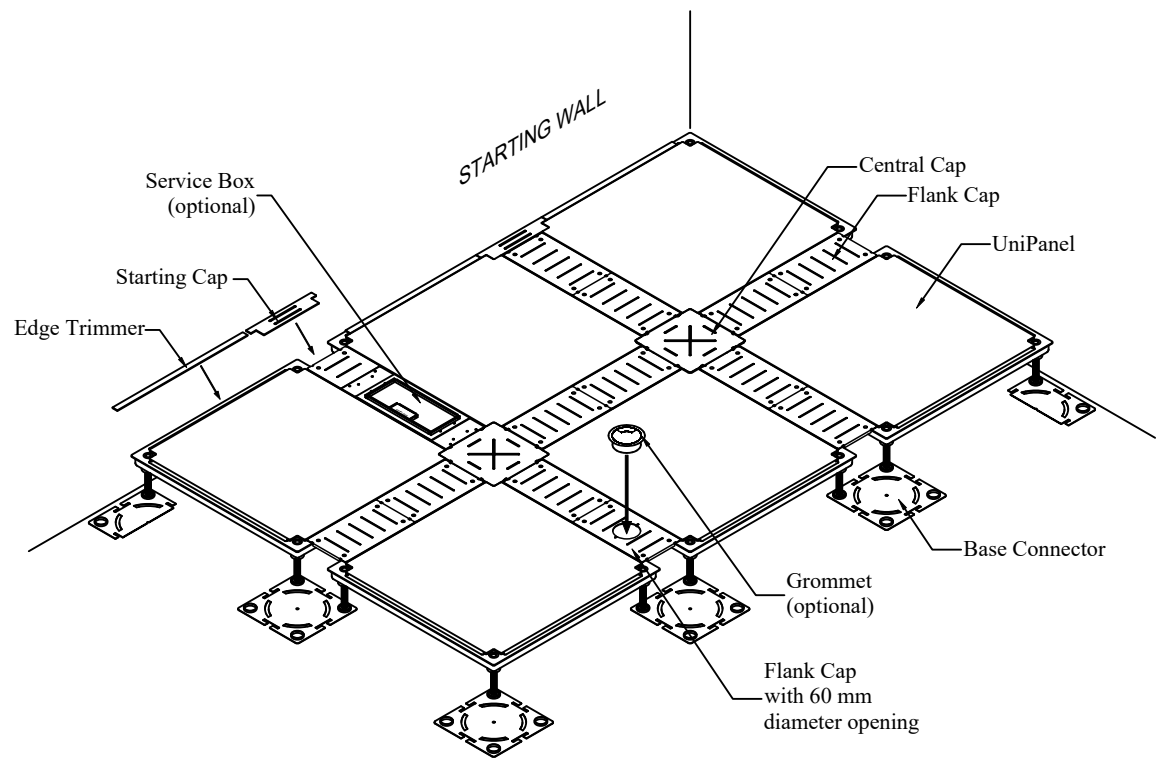 STARTING WALL
Central Cap
Service Box
(optional)
Flank Cap
UniPanel
Starting Cap
Edge Trimmer
Base Connector
Grommet
(optional)
Flank Cap
with 60 mm
diameter opening